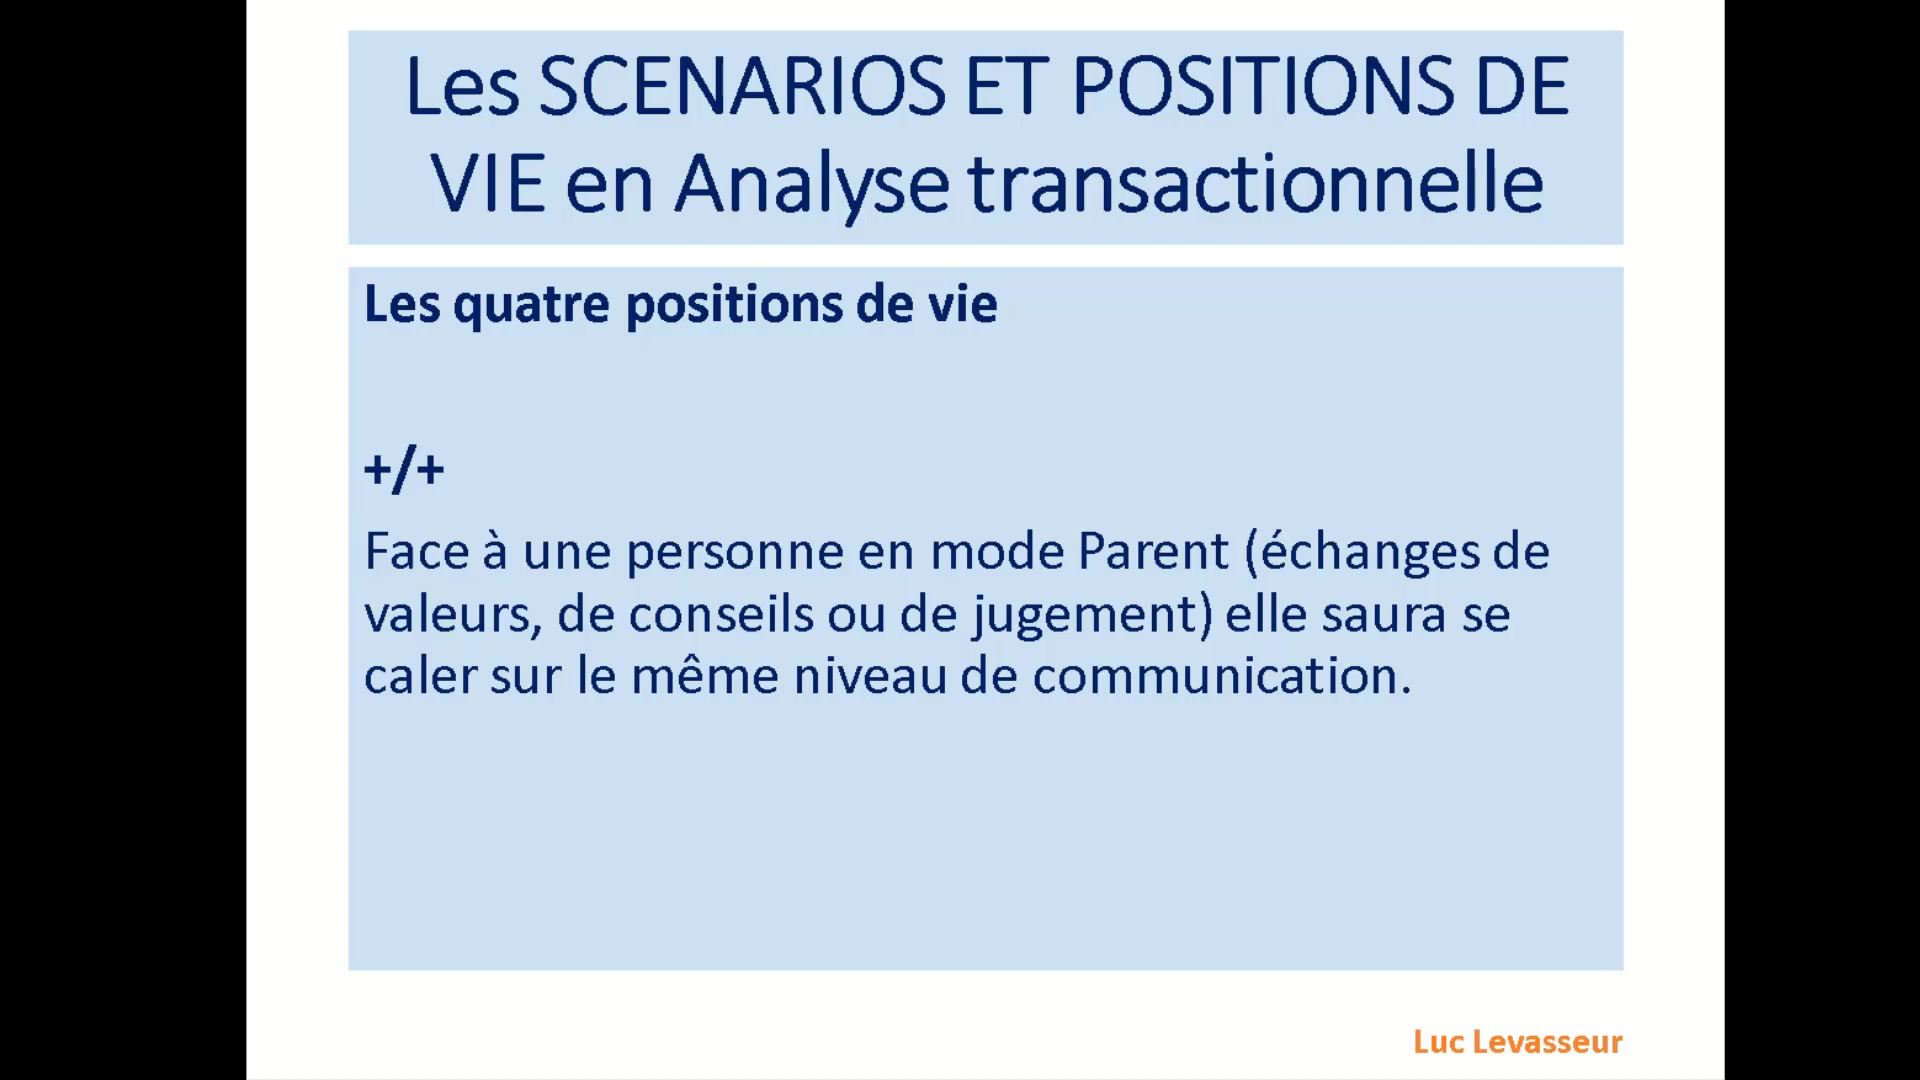 Les SCENARIOS ET POSITIONS DE
VIE en Analyse transactionnelle
Les quatre positions de vie
+/+
Face à une personne en mode Parent (échanges de
valeurs, de conseils ou de jugement) elle saura se
caler sur le même niveau de communication.
Luc Levasseur